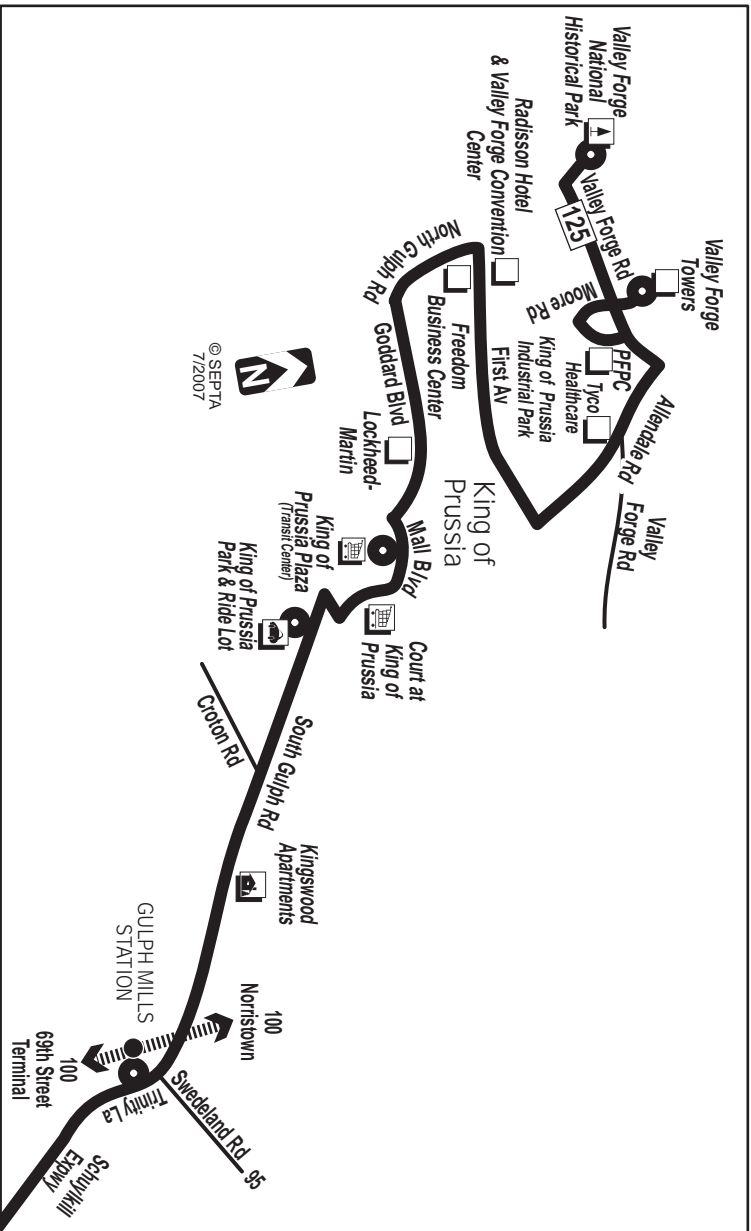 Valley Forge
Towers
Valley Forge
National
Historical Park
Valley Forge Rd
125
Moore Rd
PFPC
Tyco
Healthcare
Allendale Rd
Valley
Forge Rd
King of Prussia
Industrial Park
First Av
Radisson Hotel
& Valley Forge Convention
Center
North Gulph
Rd
Freedom
Business Center
Goddard Blvd
Lockheed-
Martin
King of
Prussia
Mall Blvd
Court at
King of
Prussia
King of
Prussia Plaza
(Transit Center)
King of Prussia
Park & Ride Lot
N
© SEPTA
7/2007
South Gulph Rd
Croton Rd
Kingswood
Apartments
100
Norristown
GULPH MILLS
STATION
Swedeland Rd
95
Trinity La
100
69th Street
Terminal
Schuylkill
Expwy